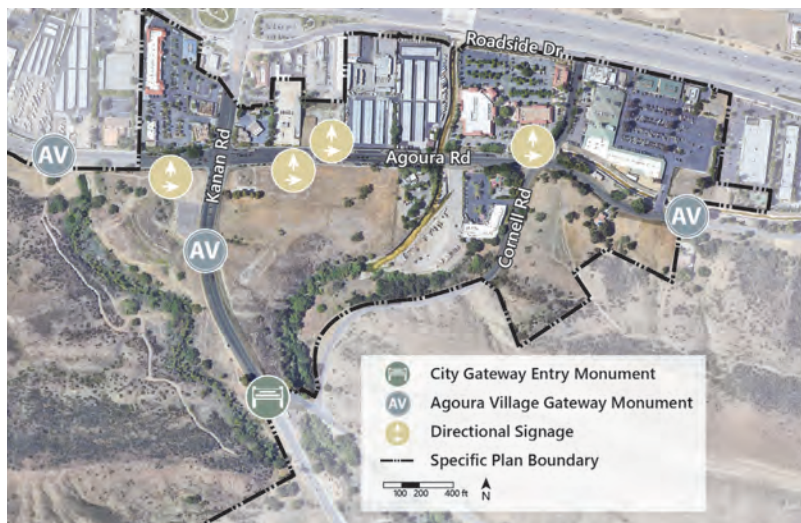 Roadside Dr
Kanan Rd
Agoura Rd
Cornell Rd
AV
AV
AV
City Gateway Entry Monument
AV Agoura Village Gateway Monument
Directional Signage
Specific Plan Boundary
100 200 400 ft N